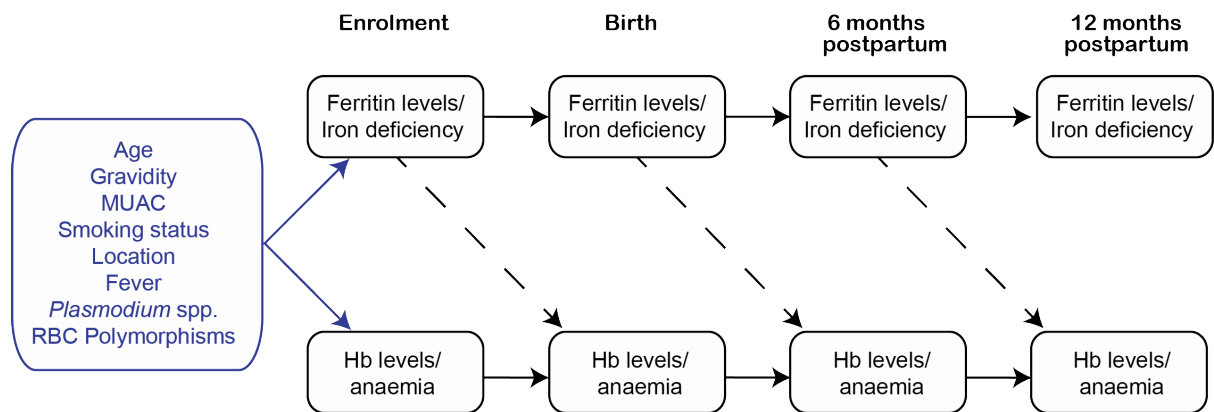 Enrolment
Birth
6 months
postpartum
12 months
postpartum
Ferritin levels/
Iron deficiency
Ferritin levels/
Iron deficiency
Ferritin levels/
Iron deficiency
Ferritin levels/
Iron deficiency
Age
Gravidity
MUAC
Smoking status
Location
Fever
Plasmodium spp.
RBC Polymorphisms
Hb levels/
anaemia
Hb levels/
anaemia
Hb levels/
anaemia
Hb levels/
anaemia